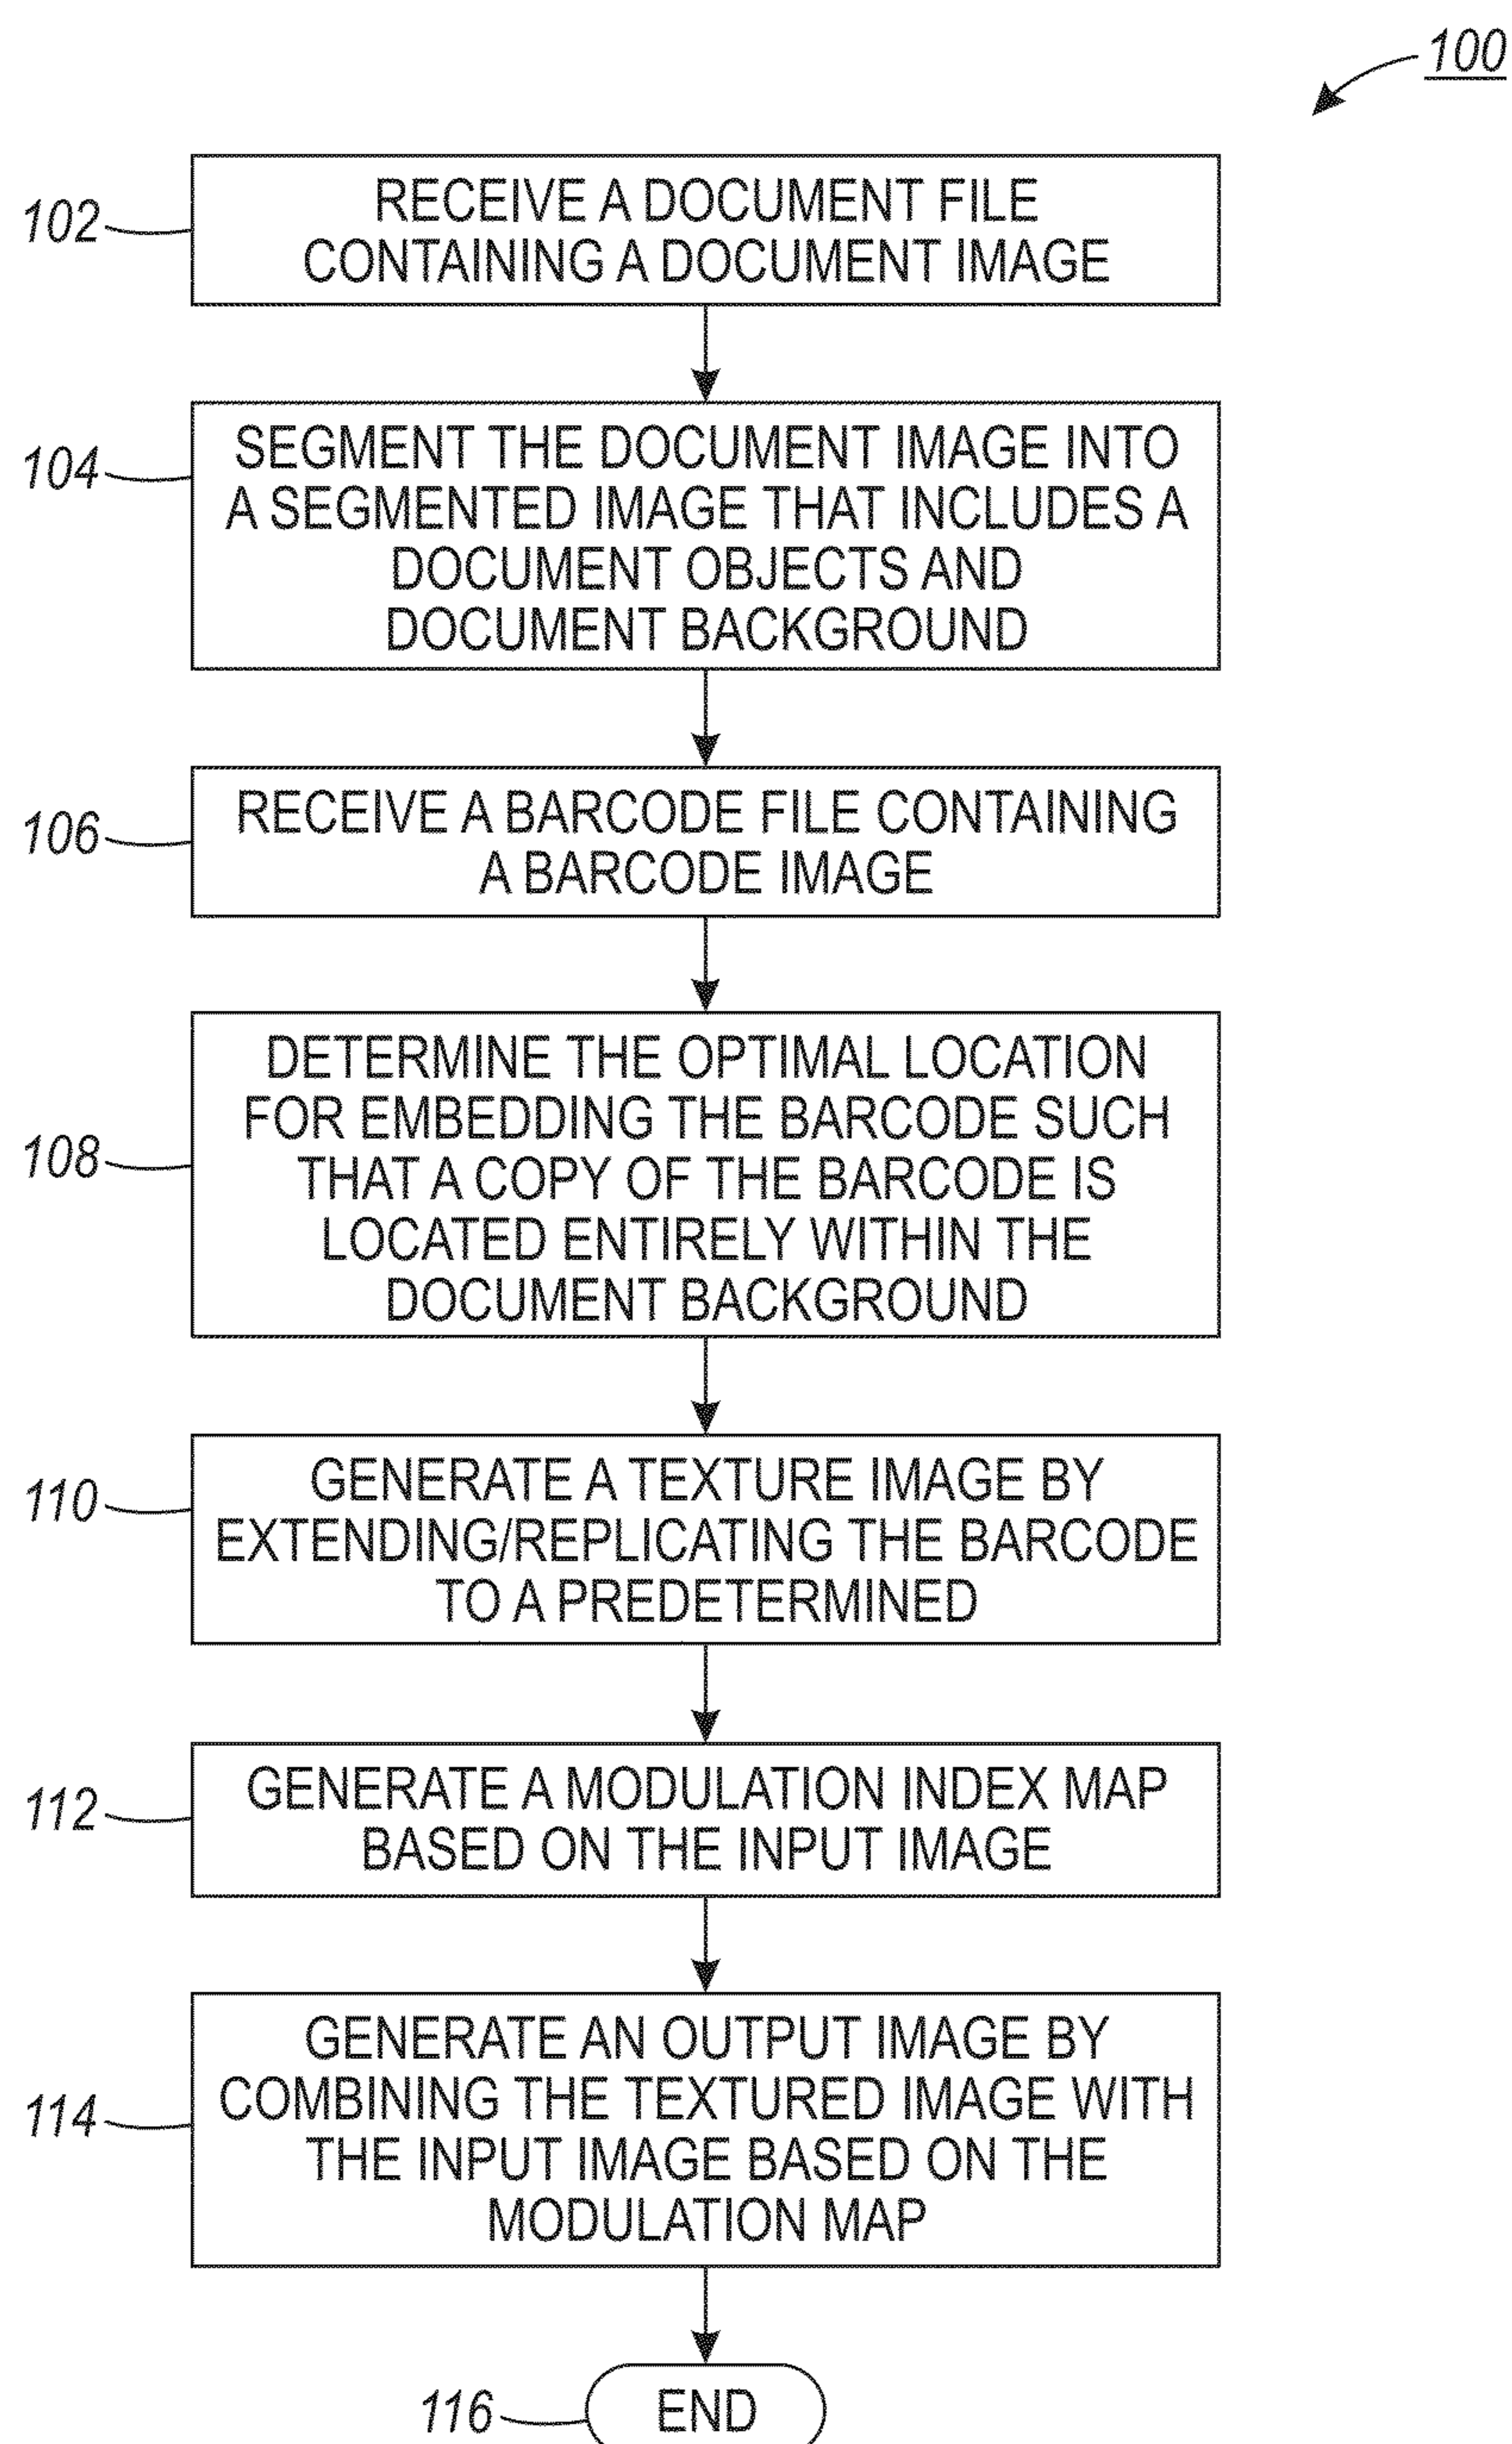 100
102
RECEIVE A DOCUMENT FILE
CONTAINING A DOCUMENT IMAGE
104
SEGMENT THE DOCUMENT IMAGE INTO
A SEGMENTED IMAGE THAT INCLUDES A
DOCUMENT OBJECTS AND
DOCUMENT BACKGROUND
106
RECEIVE A BARCODE FILE CONTAINING
A BARCODE IMAGE
108
DETERMINE THE OPTIMAL LOCATION
FOR EMBEDDING THE BARCODE SUCH
THAT A COPY OF THE BARCODE IS
LOCATED ENTIRELY WITHIN THE
DOCUMENT BACKGROUND
110
GENERATE A TEXTURE IMAGE BY
EXTENDING/REPLICATING THE BARCODE
TO A PREDETERMINED
112
GENERATE A MODULATION INDEX MAP
BASED ON THE INPUT IMAGE
114
GENERATE AN OUTPUT IMAGE BY
COMBINING THE TEXTURED IMAGE WITH
THE INPUT IMAGE BASED ON THE
MODULATION MAP
116
END